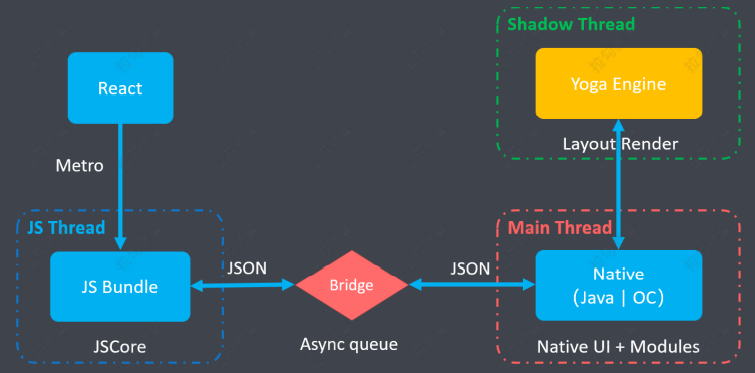 Shadow Thread
React
Yoga Engine
Metro
Layout Render
JS Thread
Main Thread
JS Bundle
JSON
Bridge
JSON
Native
(Java | OC)
JSCore
Async queue
Native UI + Modules